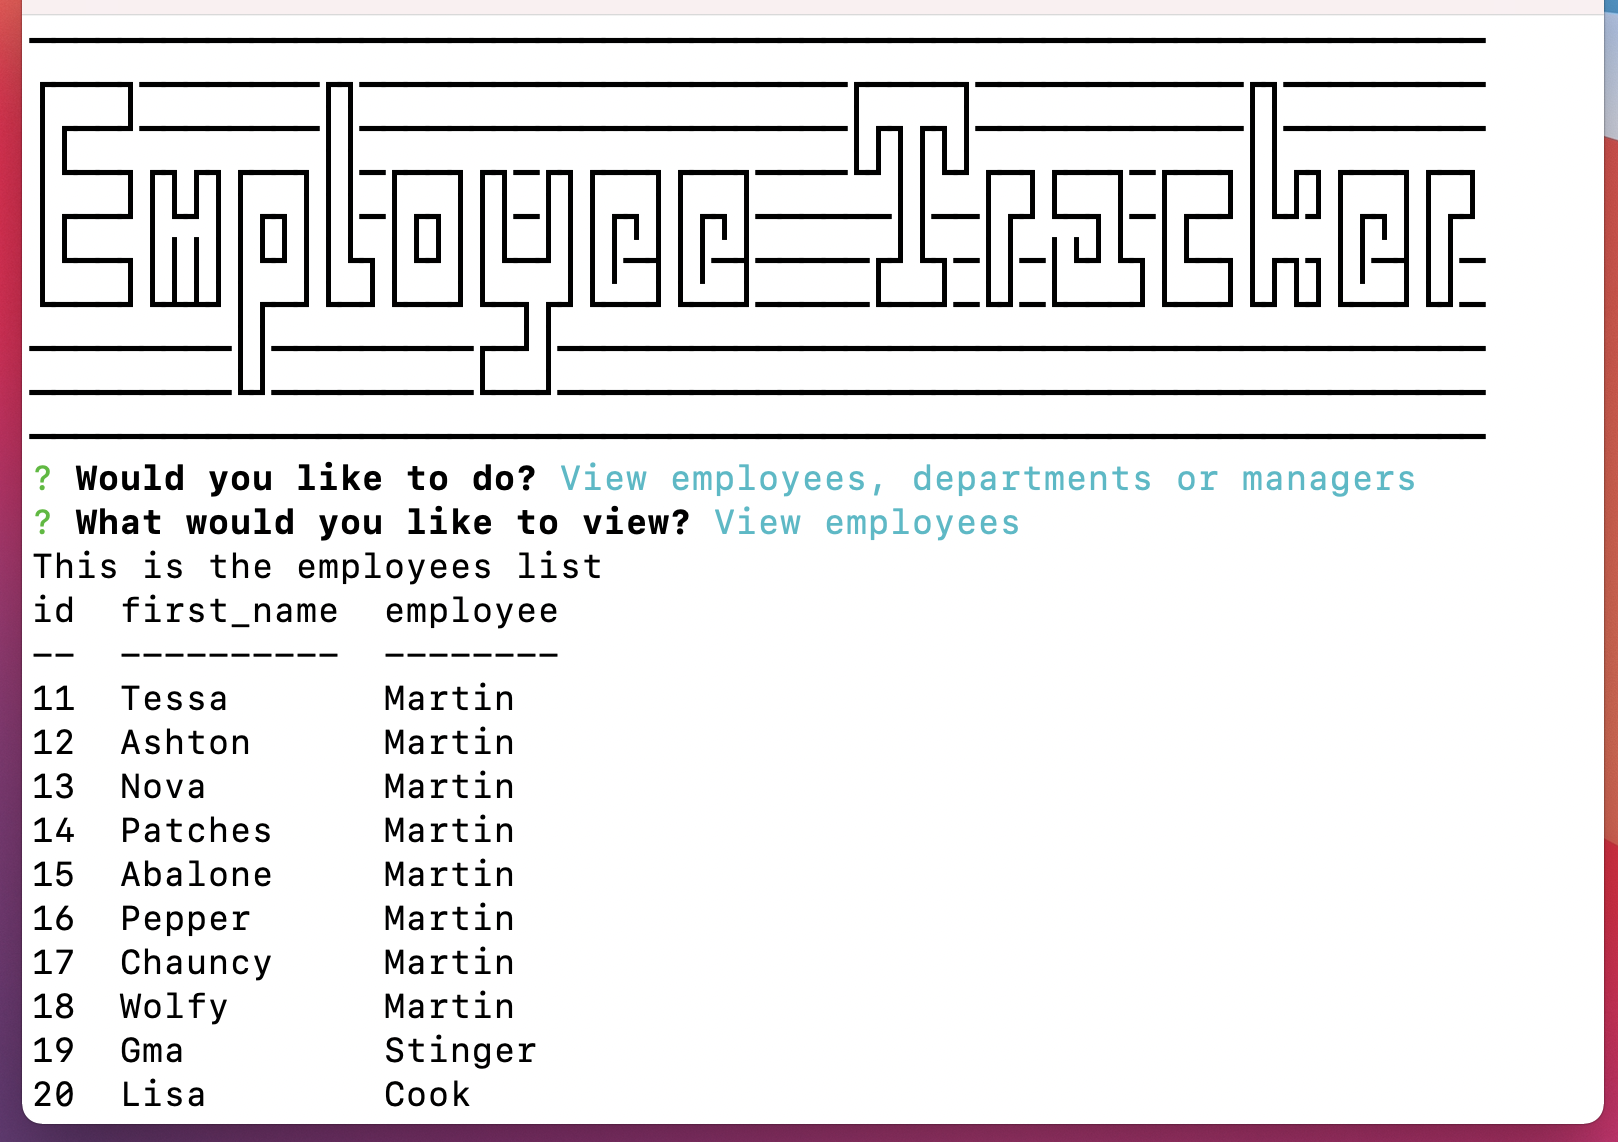 Employee Tracker
? Would you like to do? View employees, departments or managers
? What would you like to view? View employees
This is the employees list
id first_name employee
-- ---------- --------
11 Tessa Martin
12 Ashton Martin
13 Nova Martin
14 Patches Martin
15 Abalone Martin
16 Pepper Martin
17 Chauncy Martin
18 Wolfy Martin
19 Gma Stinger
20 Lisa Cook